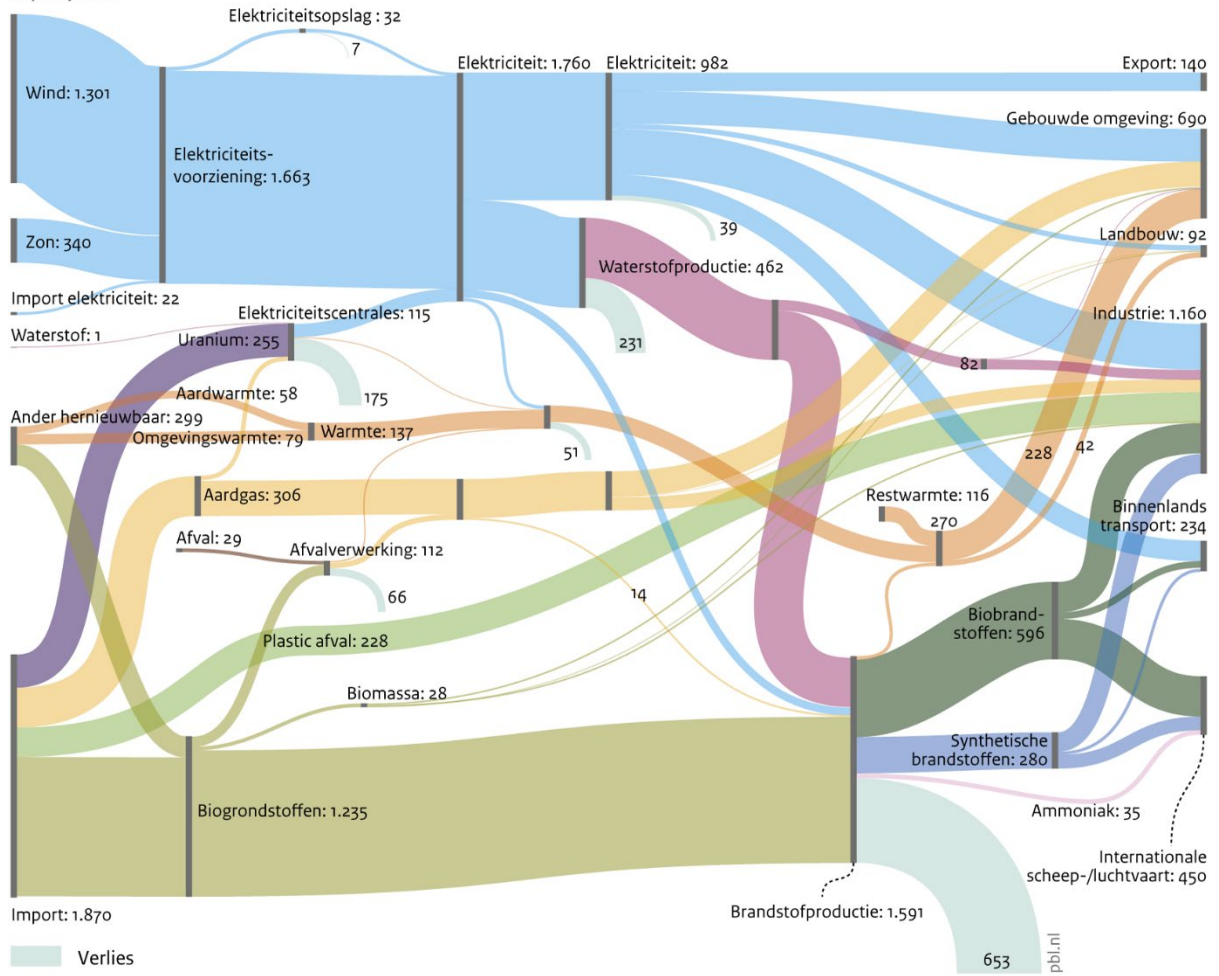 Elektriciteitsopslag : 32
7
Elektriciteit: 1.760
Elektriciteit: 982
Export: 140
Wind: 1.301
Gebouwde omgeving: 690
Elektriciteits-
voorziening: 1.663
39
Zon: 340
Landbouw: 92
Waterstofproductie: 462
Import elektriciteit: 22
Elektriciteitscentrales: 115
Industrie: 1.160
Waterstof: 1
Uranium: 255
231
82
Aardwarmte: 58
175
Ander hernieuwbaar: 299
Omgevingswarmte: 79
Warmte: 137
51
228
42
Aardgas: 306
Restwarmte: 116
Binnenlands
transport: 234
270
Afval: 29
Afvalverwerking: 112
66
14
Plastic afval: 228
Biobrand-
stoffen: 596
Biomassa: 28
Synthetische
brandstoffen: 280
Biogrondstoffen: 1.235
Ammoniak: 35
Internationale
scheep-/luchtvaart: 450
Import: 1.870
Brandstofproductie: 1.591
Verlies
653
pbl.nl